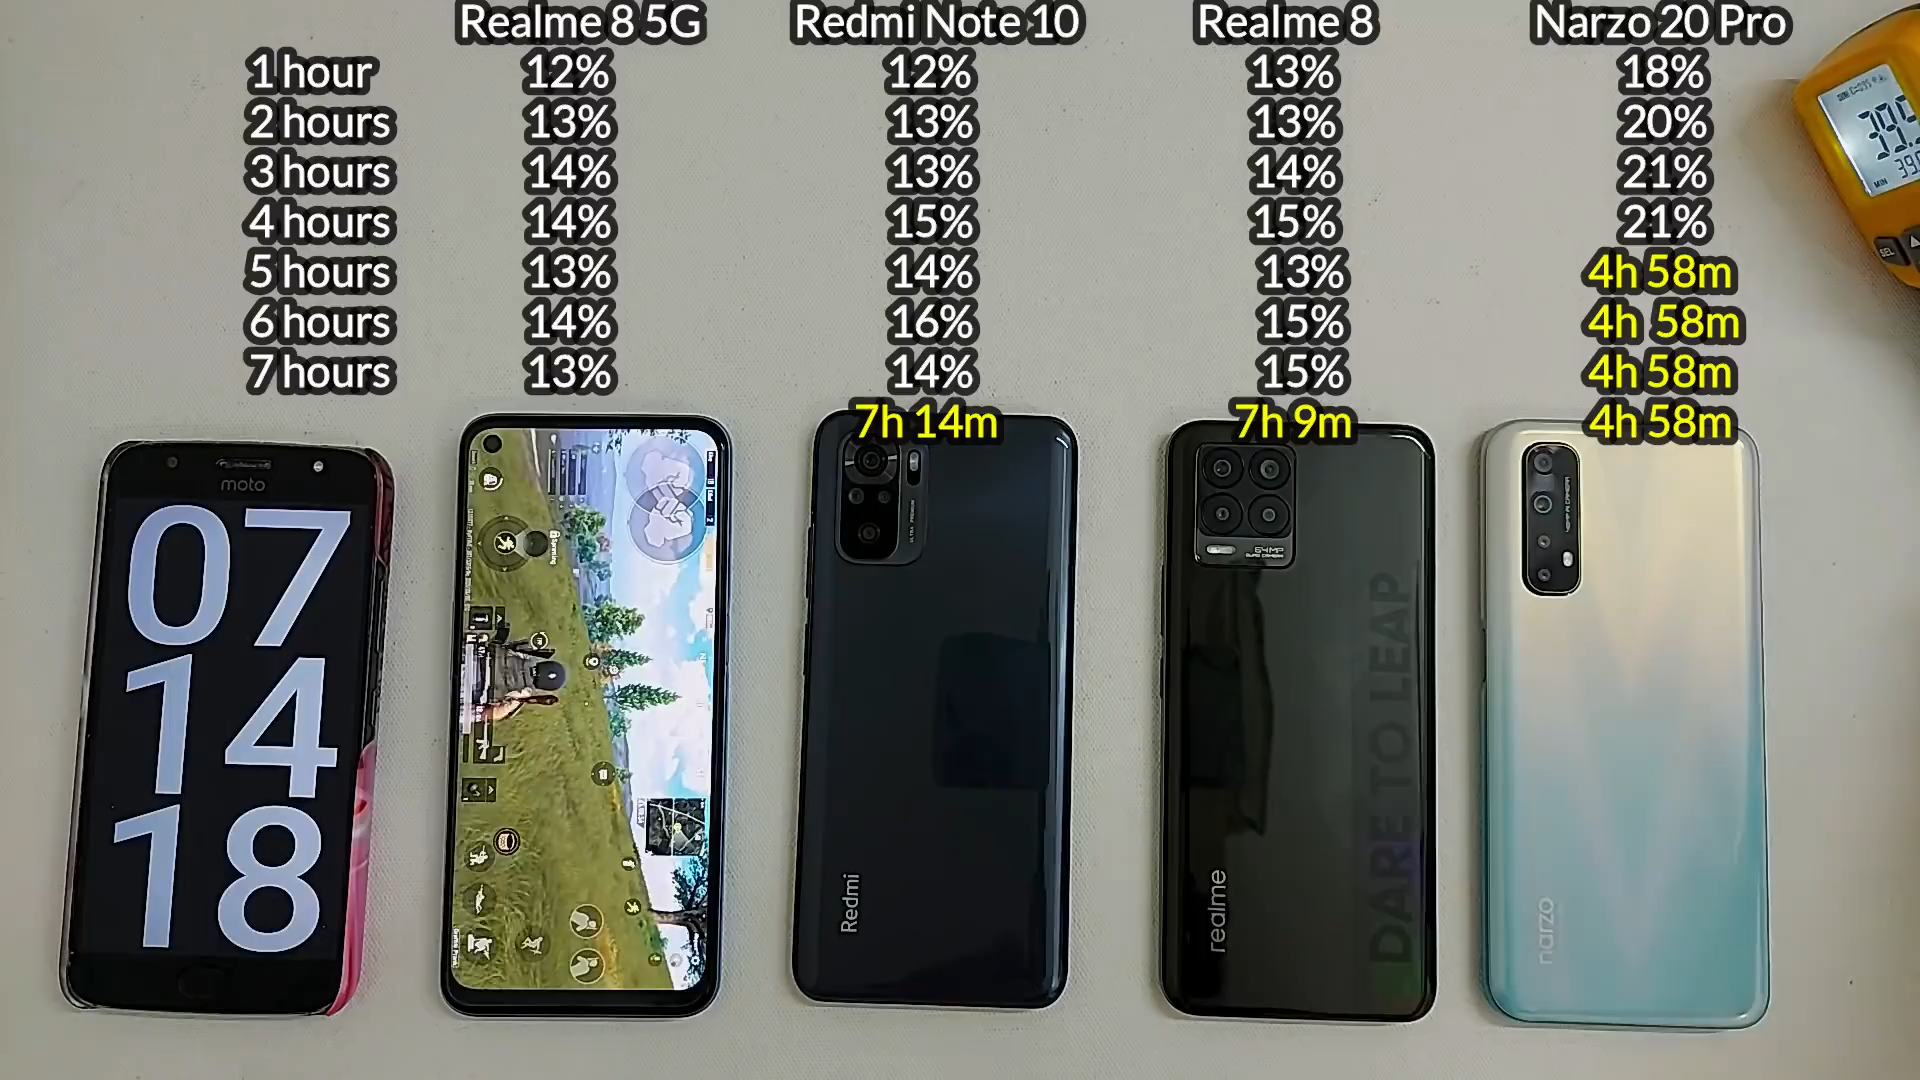 Realme 8 5G Redmi Note 10 Realme 8 Narzo 20 Pro
1 hour 12% 12% 13% 18%
2 hours 13% 13% 13% 20%
3 hours 14% 13% 14% 21%
4 hours 14% 15% 15% 21%
5 hours 13% 14% 13% 4h 58m
6 hours 14% 16% 15% 4h 58m
7 hours 13% 14% 15% 4h 58m
7h 14m 7h 9m 4h 58m
moto
07
14
18
Redmi
64MP
realme
DARE TO LEAP
narzo
MIN
SEL